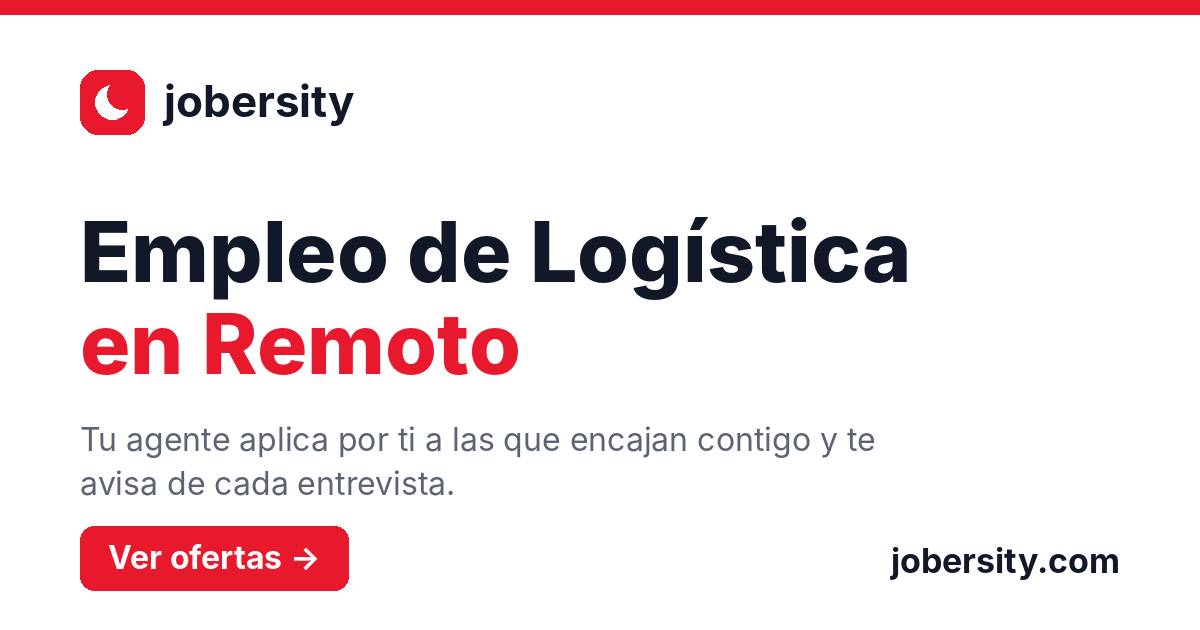 jobersity
Empleo de Logística
en Remoto
Tu agente aplica por ti a las que encajan contigo y te
avisa de cada entrevista.
Ver ofertas →
jobersity.com